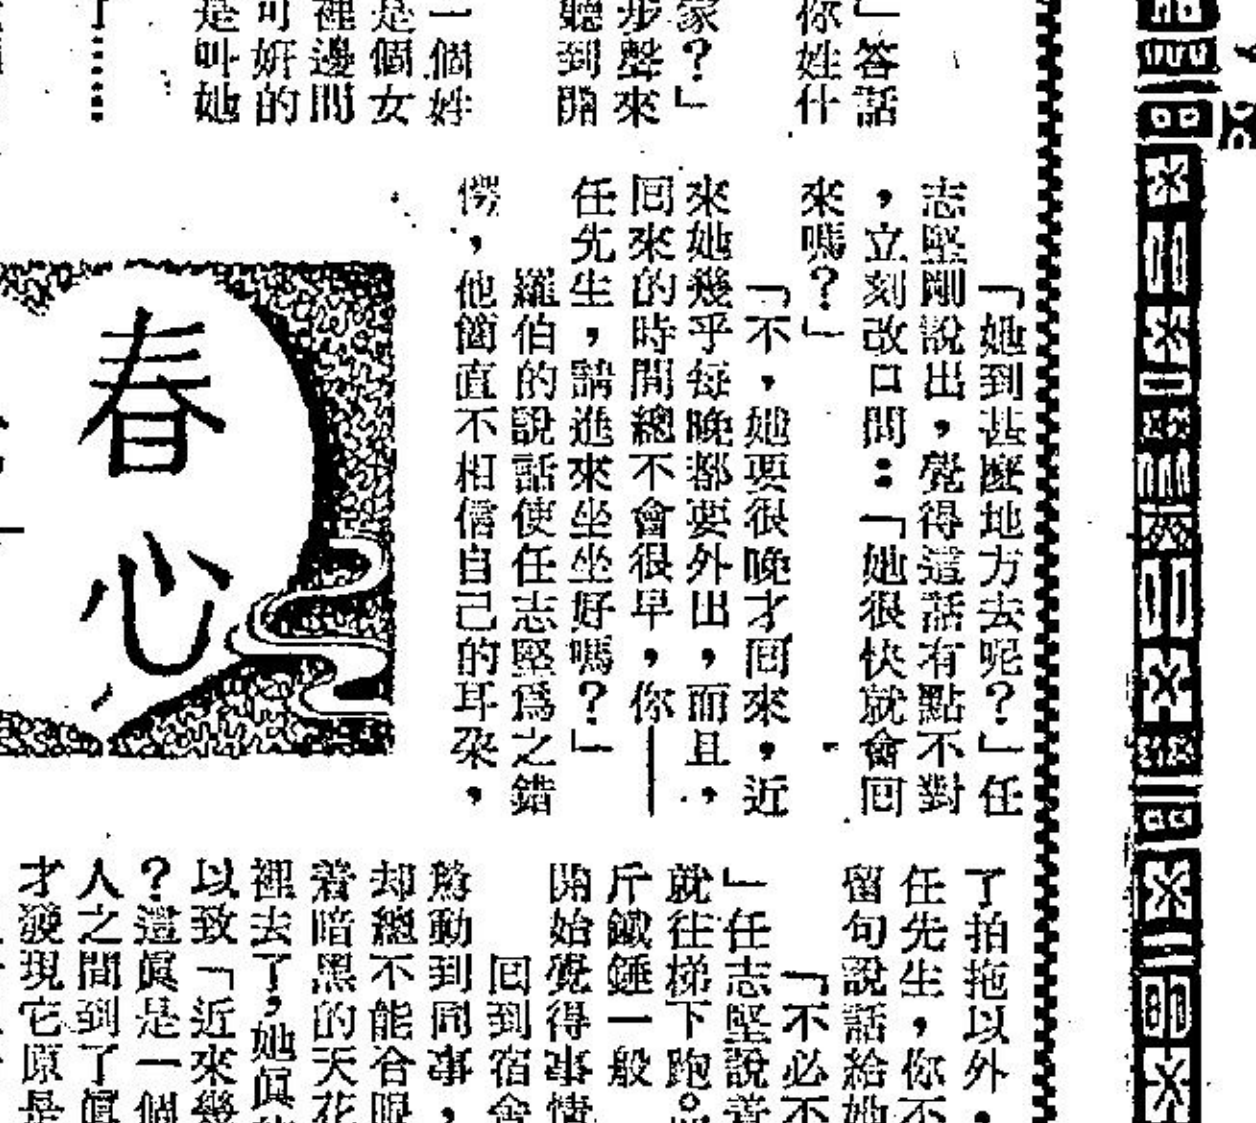 」答話
你姓什
家？」
步聲來
聽到開
一個姓
是個女
裡邊問
可妍的
是叫她
「她到甚麼地方去呢？」任
志堅剛說出，覺得這話有點不對
，立刻改口問：「她很快就會回
來嗎？」
「不，她要很晚才回來，近
來她幾乎每晚都要外出，而且，
回來的時間總不會很早，你——
任先生，請進來坐坐好嗎？」
羅伯的說話使任志堅爲之錯
愕，他簡直不相信自己的耳朶，
春心
了拍拖以外，
任先生，你不
留句說話給她
「不必不
」任志堅說着
就往梯下跑。
斤鐵錘一般
開始覺得事情
回到宿舍
驚動到同事，
却總不能合眼
着暗黑的天花
裡去了，她眞
以致「近來幾
？這眞是一個
人之間到了眞
才發現它原是